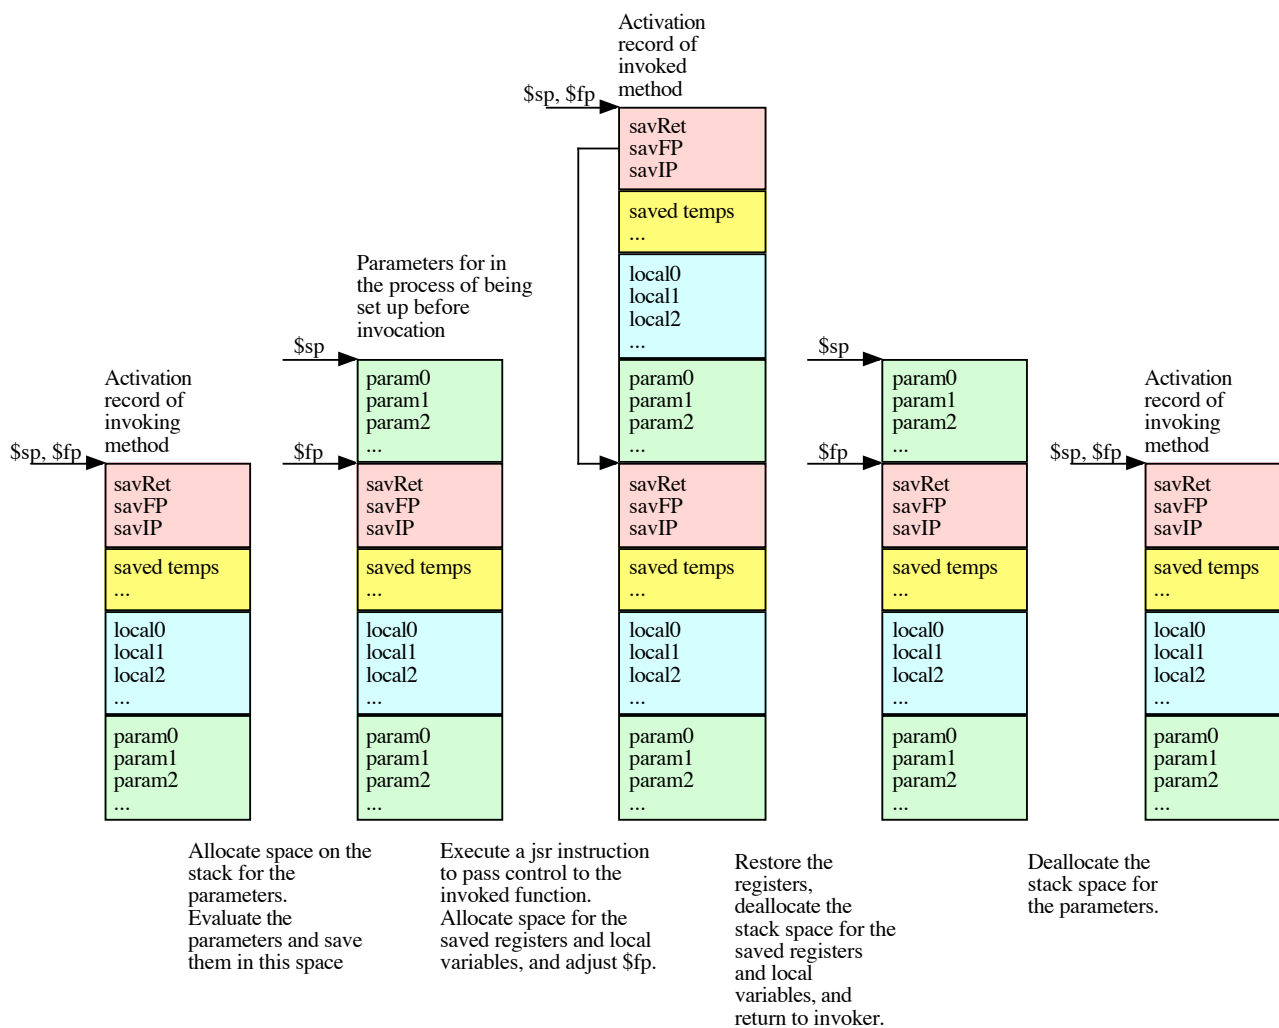 Activation
record of
invoking
method
$sp, $fp
savRet
savFP
savIP
saved temps
...
local0
local1
local2
...
param0
param1
param2
...
Allocate space on the
stack for the
parameters.
Evaluate the
parameters and save
them in this space
Parameters for in
the process of being
set up before
invocation
$sp
param0
param1
param2
...
$fp
savRet
savFP
savIP
saved temps
...
local0
local1
local2
...
param0
param1
param2
...
Execute a jsr instruction
to pass control to the
invoked function.
Allocate space for the
saved registers and local
variables, and adjust $fp.
Activation
record of
invoked
method
$sp, $fp
savRet
savFP
savIP
saved temps
...
local0
local1
local2
...
param0
param1
param2
...
savRet
savFP
savIP
saved temps
...
local0
local1
local2
...
param0
param1
param2
...
Restore the
registers,
deallocate the
stack space for the
saved registers
and local
variables, and
return to invoker.
$sp
param0
param1
param2
...
$fp
savRet
savFP
savIP
saved temps
...
local0
local1
local2
...
param0
param1
param2
...
Deallocate the
stack space for
the parameters.
Activation
record of
invoking
method
$sp, $fp
savRet
savFP
savIP
saved temps
...
local0
local1
local2
...
param0
param1
param2
...